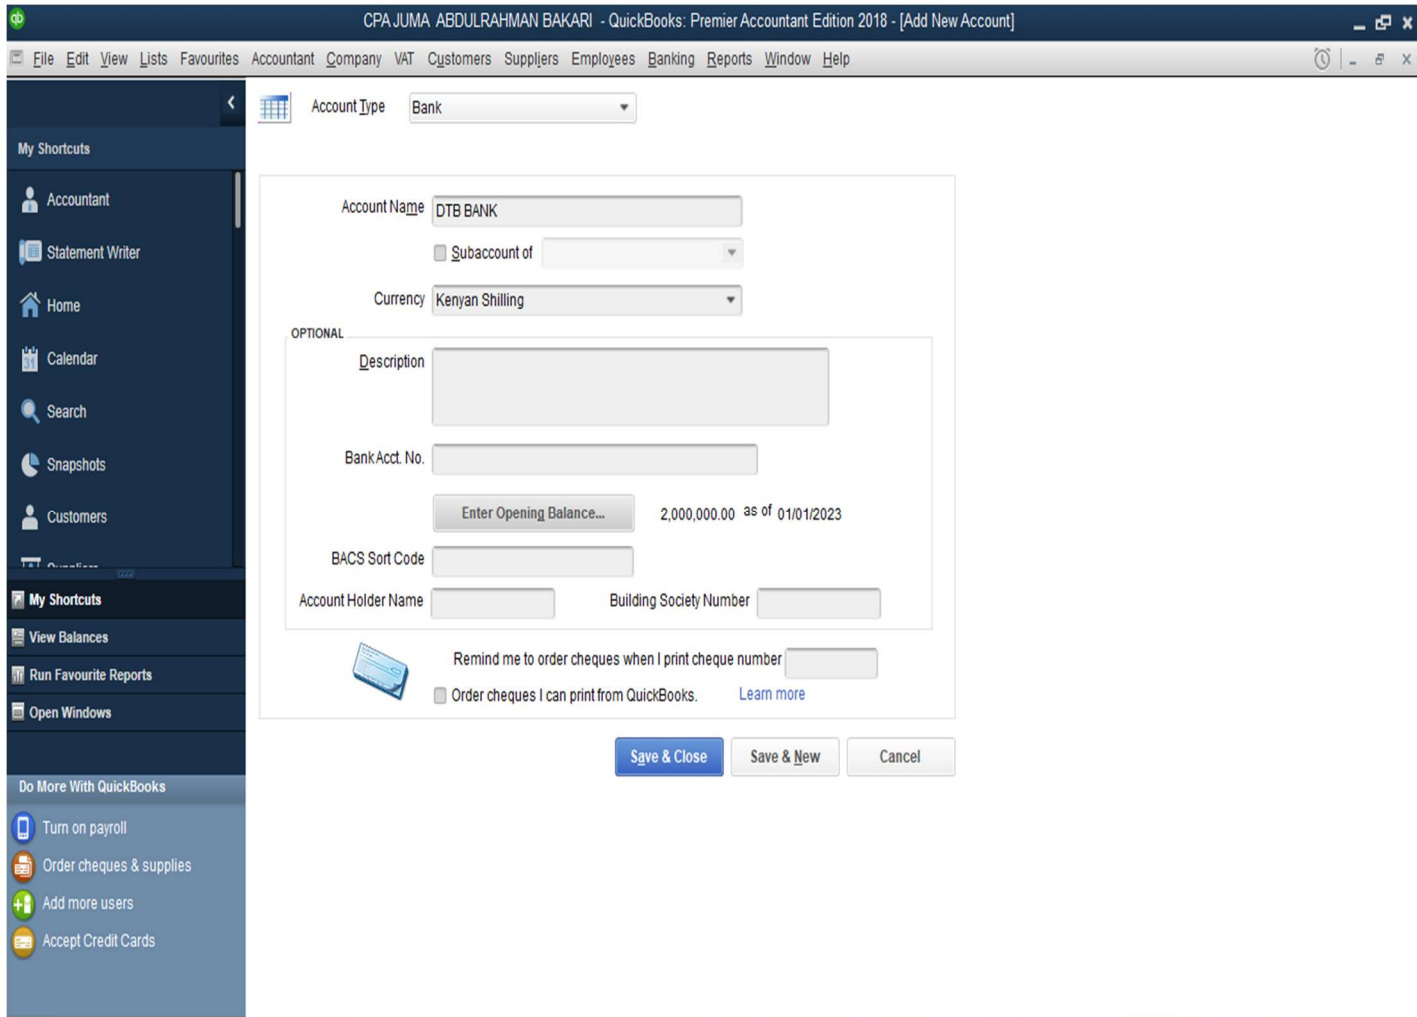 qb CPA JUMA ABDULRAHMAN BAKARI - QuickBooks: Premier Accountant Edition 2018 - [Add New Account]
File Edit View Lists Favourites Accountant Company VAT Customers Suppliers Employees Banking Reports Window Help
Account Type Bank
My Shortcuts
Accountant
Statement Writer
Home
31 Calendar
Search
Snapshots
Customers
Suppliers
My Shortcuts
View Balances
Run Favourite Reports
Open Windows
Do More With QuickBooks
Turn on payroll
Order cheques & supplies
Add more users
Accept Credit Cards
Account Name DTB BANK
Subaccount of
Currency Kenyan Shilling
OPTIONAL
Description
Bank Acct. No.
Enter Opening Balance... 2,000,000.00 as of 01/01/2023
BACS Sort Code
Account Holder Name Building Society Number
Remind me to order cheques when I print cheque number
Order cheques I can print from QuickBooks. Learn more
Save & Close Save & New Cancel